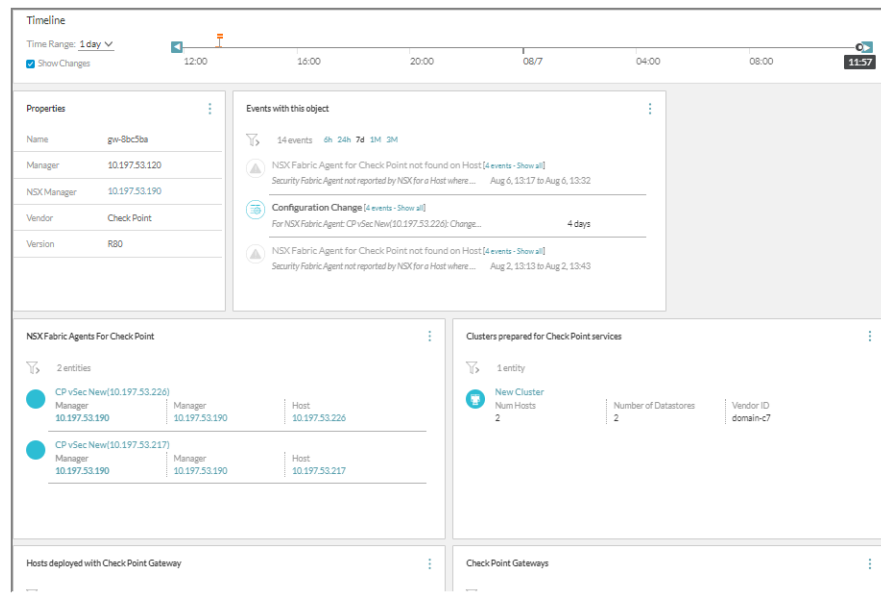 Timeline
Time Range: 1 day
Show Changes
12:00 16:00 20:00 08/7 04:00 08:00 11:57
Properties
Name gw-8bc5ba
Manager 10.197.53.120
NSX Manager 10.197.53.190
Vendor Check Point
Version R80
Events with this object
14 events 6h 24h 7d 1M 3M
NSX Fabric Agent for Check Point not found on Host [4 events - Show all]
Security Fabric Agent not reported by NSX for a Host where ... Aug 6, 13:17 to Aug 6, 13:32
Configuration Change [4 events - Show all]
For NSX Fabric Agent: CP vSec New(10.197.53.226): Change... 4 days
NSX Fabric Agent for Check Point not found on Host [4 events - Show all]
Security Fabric Agent not reported by NSX for a Host where ... Aug 2, 13:13 to Aug 2, 13:43
NSX Fabric Agents For Check Point
2 entities
CP vSec New(10.197.53.226)
Manager Manager Host
10.197.53.190 10.197.53.190 10.197.53.226
CP vSec New(10.197.53.217)
Manager Manager Host
10.197.53.190 10.197.53.190 10.197.53.217
Clusters prepared for Check Point services
1 entity
New Cluster
Num Hosts Number of Datastores Vendor ID
2 2 domain-c7
Hosts deployed with Check Point Gateway
Check Point Gateways